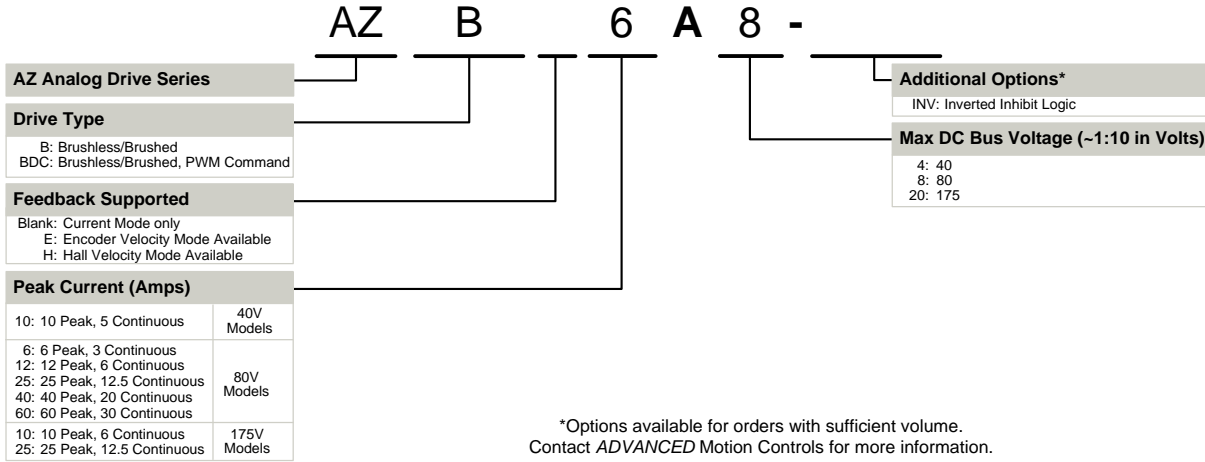 AZ B 6 A 8 -
AZ Analog Drive Series
Drive Type
B: Brushless/Brushed
BDC: Brushless/Brushed, PWM Command
Feedback Supported
Blank: Current Mode only
E: Encoder Velocity Mode Available
H: Hall Velocity Mode Available
Peak Current (Amps)
10: 10 Peak, 5 Continuous
40V
Models
6: 6 Peak, 3 Continuous
12: 12 Peak, 6 Continuous
25: 25 Peak, 12.5 Continuous
40: 40 Peak, 20 Continuous
60: 60 Peak, 30 Continuous
80V
Models
10: 10 Peak, 6 Continuous
25: 25 Peak, 12.5 Continuous
175V
Models
Additional Options*
INV: Inverted Inhibit Logic
Max DC Bus Voltage (~1:10 in Volts)
4: 40
8: 80
20: 175
*Options available for orders with sufficient volume.
Contact ADVANCED Motion Controls for more information.